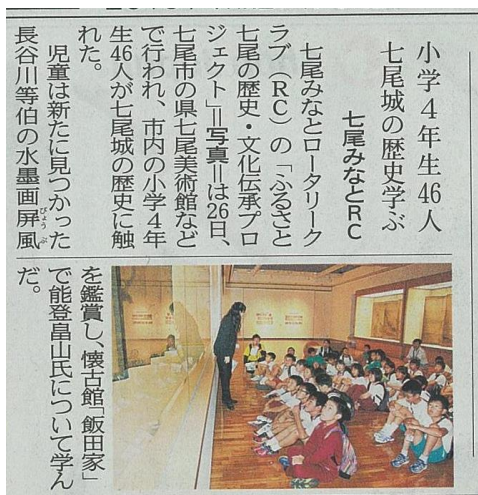 小学４年生46人
七尾城の歴史学ぶ
七尾みなとＲＣ
七尾みなとロータリーク
ラブ（ＲＣ）の「ふるさと
七尾の歴史・文化伝承プロ
ジェクト」＝写真＝は26日、
七尾市の県七尾美術館など
で行われ、市内の小学４年
生46人が七尾城の歴史に触
れた。
児童は新たに見つかった
長谷川等伯の水墨画屏風
びょうぶ
を鑑賞し、懐古館「飯田家」
で能登畠山氏について学ん
だ。